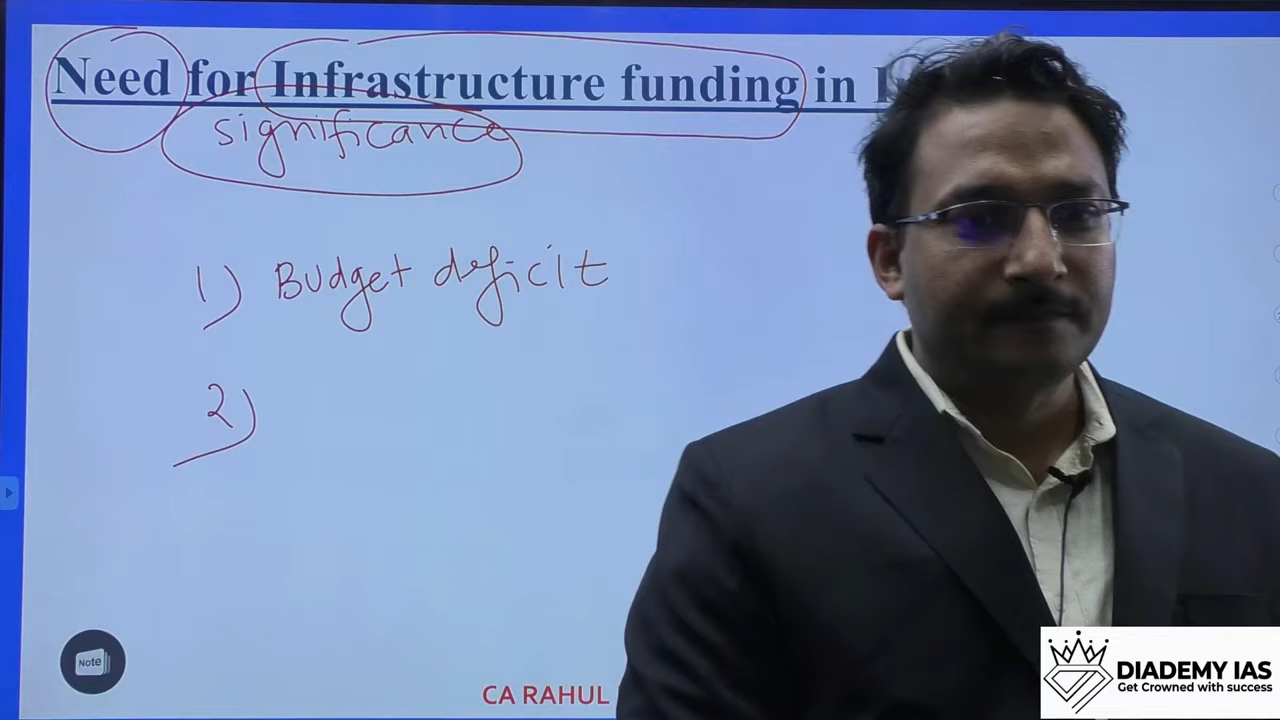 Need for Infrastructure funding in
significance
1) Budget deficit
2)
Note
CA RAHUL
DIADEMY IAS
Get Crowned with success